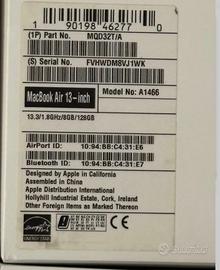 1 90198 46277 0
(1P) Part No. MQD32T/A
(S) Serial No. FVHWDM8VJ1WK
MacBook Air 13-inch Model No: A1466
13.3/1.8GHz/8GB/128GB
AirPort ID: 10:94:BB:C4:31:E6
Bluetooth ID: 10:94:BB:C4:31:E7
Designed by Apple in California
Assembled in China
Apple Distribution International
Hollyhill Industrial Estate, Cork, Ireland
Other Foreign Items as Marked Thereon
ENERGY STAR
subito